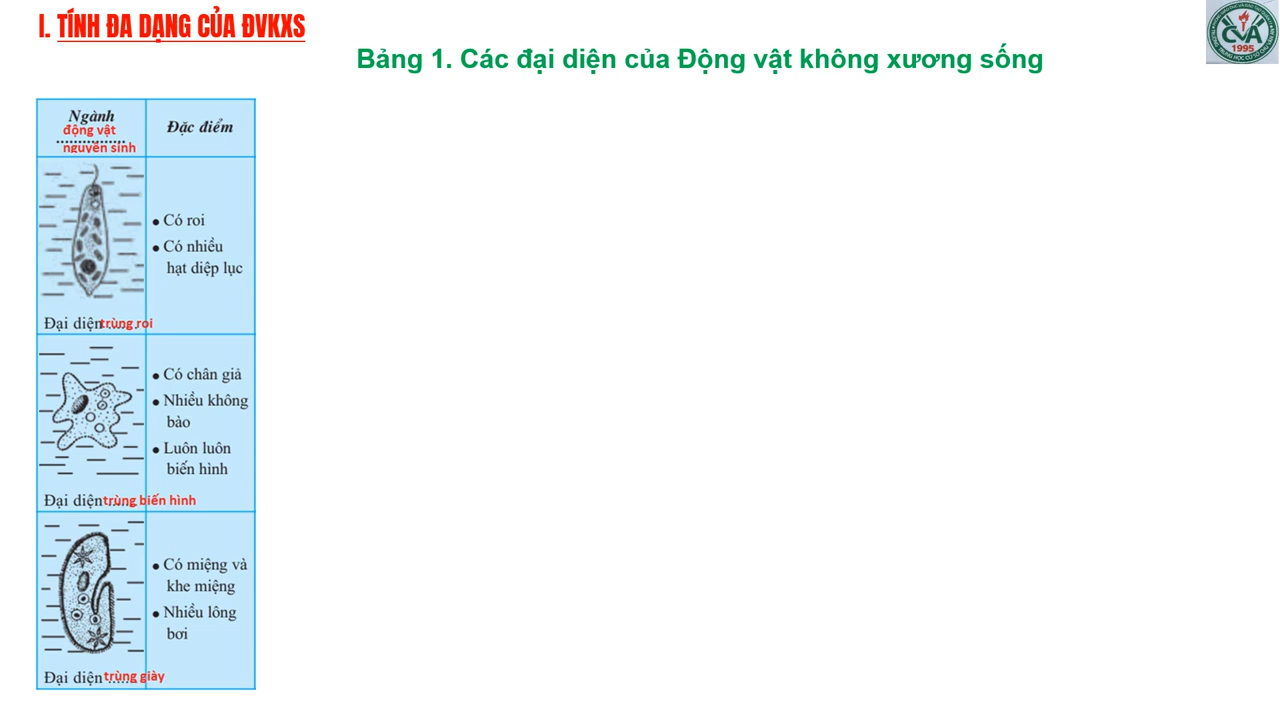 I. TÍNH ĐA DẠNG CỦA ĐVKXS
CVA
1995
Bảng 1. Các đại diện của Động vật không xương sống
Ngành
động vật
nguyên sinh
Đặc điểm
• Có roi
• Có nhiều
hạt diệp lục
Đại diện trùng roi
• Có chân giả
• Nhiều không
bào
• Luôn luôn
biến hình
Đại diện trùng biến hình
• Có miệng và
khe miệng
• Nhiều lông
bơi
Đại diện trùng giày